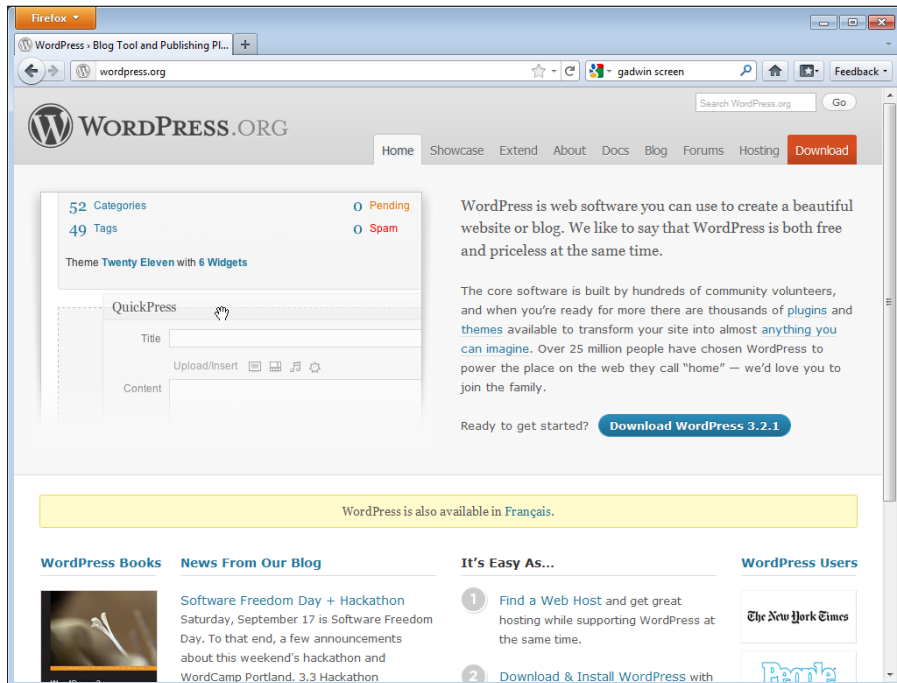 Firefox
WordPress › Blog Tool and Publishing Pl...
wordpress.org
gadwin screen
Feedback
WORDPRESS.ORG
Search WordPress.org
Go
Home Showcase Extend About Docs Blog Forums Hosting Download
52 Categories 0 Pending
49 Tags 0 Spam
Theme Twenty Eleven with 6 Widgets
QuickPress
Title
Upload/Insert
Content
WordPress is web software you can use to create a beautiful
website or blog. We like to say that WordPress is both free
and priceless at the same time.
The core software is built by hundreds of community volunteers,
and when you're ready for more there are thousands of plugins and
themes available to transform your site into almost anything you
can imagine. Over 25 million people have chosen WordPress to
power the place on the web they call "home" — we'd love you to
join the family.
Ready to get started? Download WordPress 3.2.1
WordPress is also available in Français.
WordPress Books
News From Our Blog
Software Freedom Day + Hackathon
Saturday, September 17 is Software Freedom
Day. To that end, a few announcements
about this weekend's hackathon and
WordCamp Portland. 3.3 Hackathon
It's Easy As...
1 Find a Web Host and get great
hosting while supporting WordPress at
the same time.
2 Download & Install WordPress with
WordPress Users
The New York Times
People